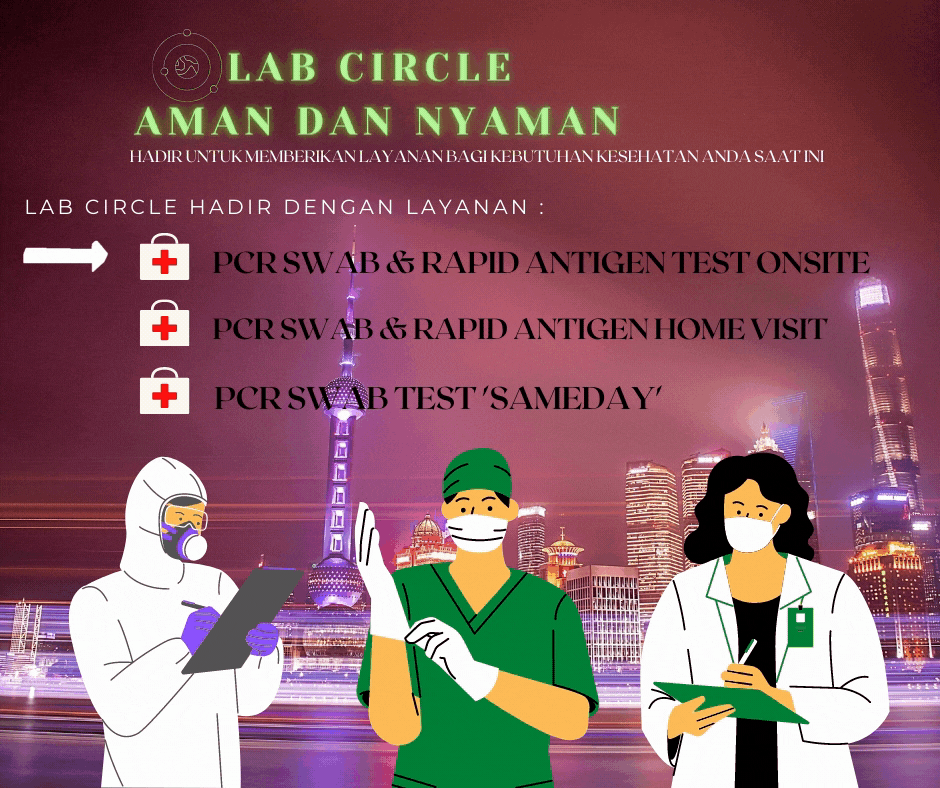 LAB CIRCLE
AMAN DAN NYAMAN
HADIR UNTUK MEMBERIKAN LAYANAN BAGI KEBUTUHAN KESEHATAN ANDA SAAT INI
LAB CIRCLE HADIR DENGAN LAYANAN :
PCR SWAB & RAPID ANTIGEN TEST ONSITE
PCR SWAB & RAPID ANTIGEN HOME VISIT
PCR SWAB TEST 'SAMEDAY'